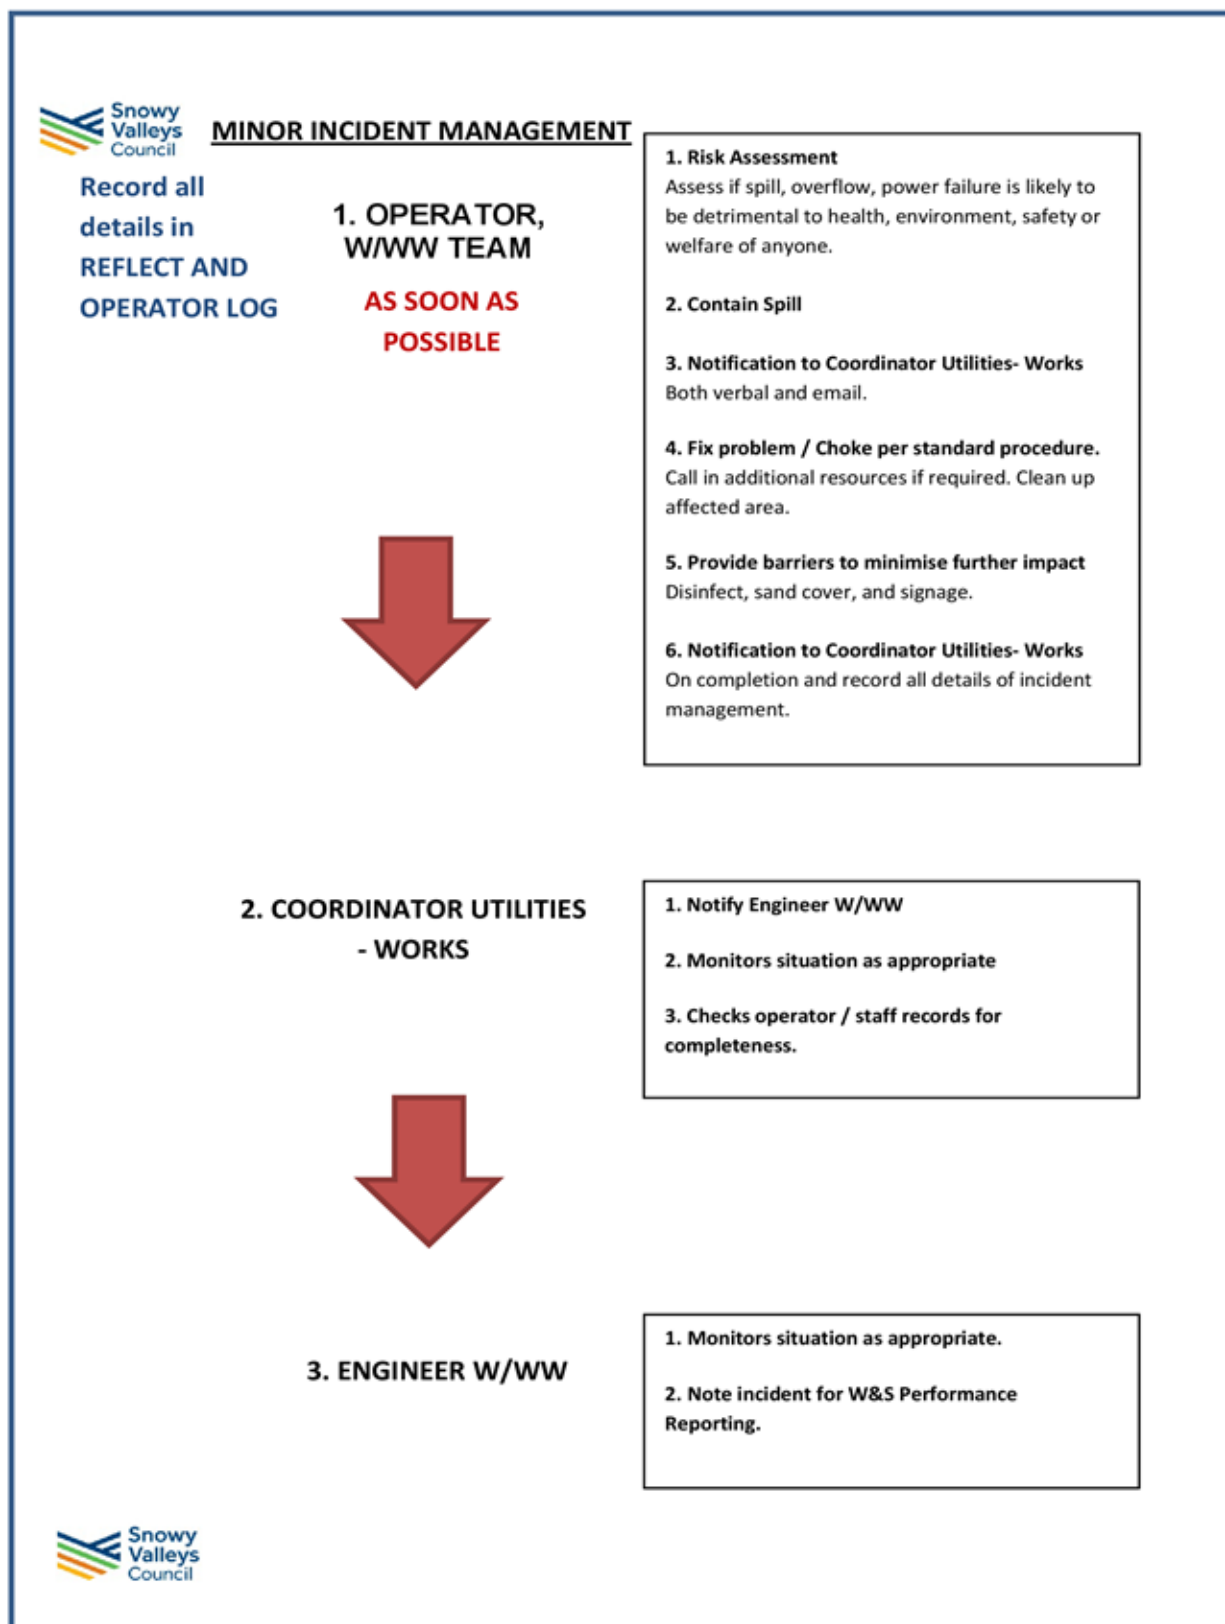 Snowy
Valleys
Council
MINOR INCIDENT MANAGEMENT
Record all
details in
REFLECT AND
OPERATOR LOG
1. OPERATOR,
W/WW TEAM
AS SOON AS
POSSIBLE
1. Risk Assessment
Assess if spill, overflow, power failure is likely to
be detrimental to health, environment, safety or
welfare of anyone.
2. Contain Spill
3. Notification to Coordinator Utilities- Works
Both verbal and email.
4. Fix problem / Choke per standard procedure.
Call in additional resources if required. Clean up
affected area.
5. Provide barriers to minimise further impact
Disinfect, sand cover, and signage.
6. Notification to Coordinator Utilities- Works
On completion and record all details of incident
management.
2. COORDINATOR UTILITIES
- WORKS
1. Notify Engineer W/WW
2. Monitors situation as appropriate
3. Checks operator / staff records for
completeness.
3. ENGINEER W/WW
1. Monitors situation as appropriate.
2. Note incident for W&S Performance
Reporting.
Snowy
Valleys
Council